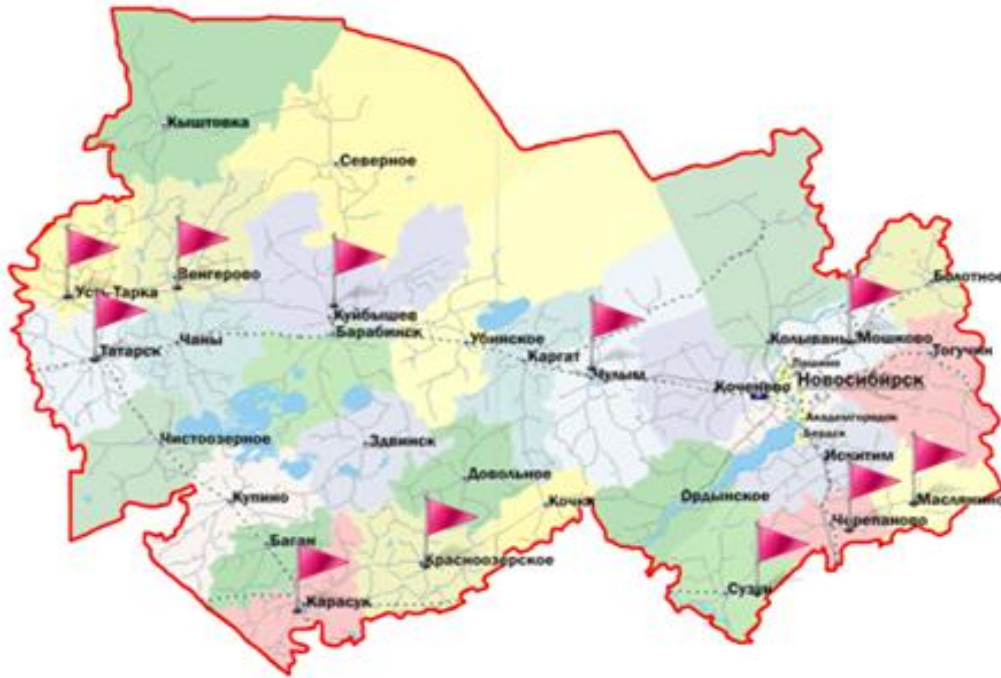 Кыштовка
Северное
Венгерово
Усть-Тарка
Болотное
Куйбышев
Барабинск
Чаны
Татарск
Убинское
Каргат
Чулым
Колывань
Мошково
Тогучин
Коченево
Новосибирск
Академгородок
Бердск
Чистоозерное
Здвинск
Искитим
Довольное
Купино
Кочки
Ордынское
Маслянино
Черепаново
Баган
Красноозерское
Карасук
Сузун